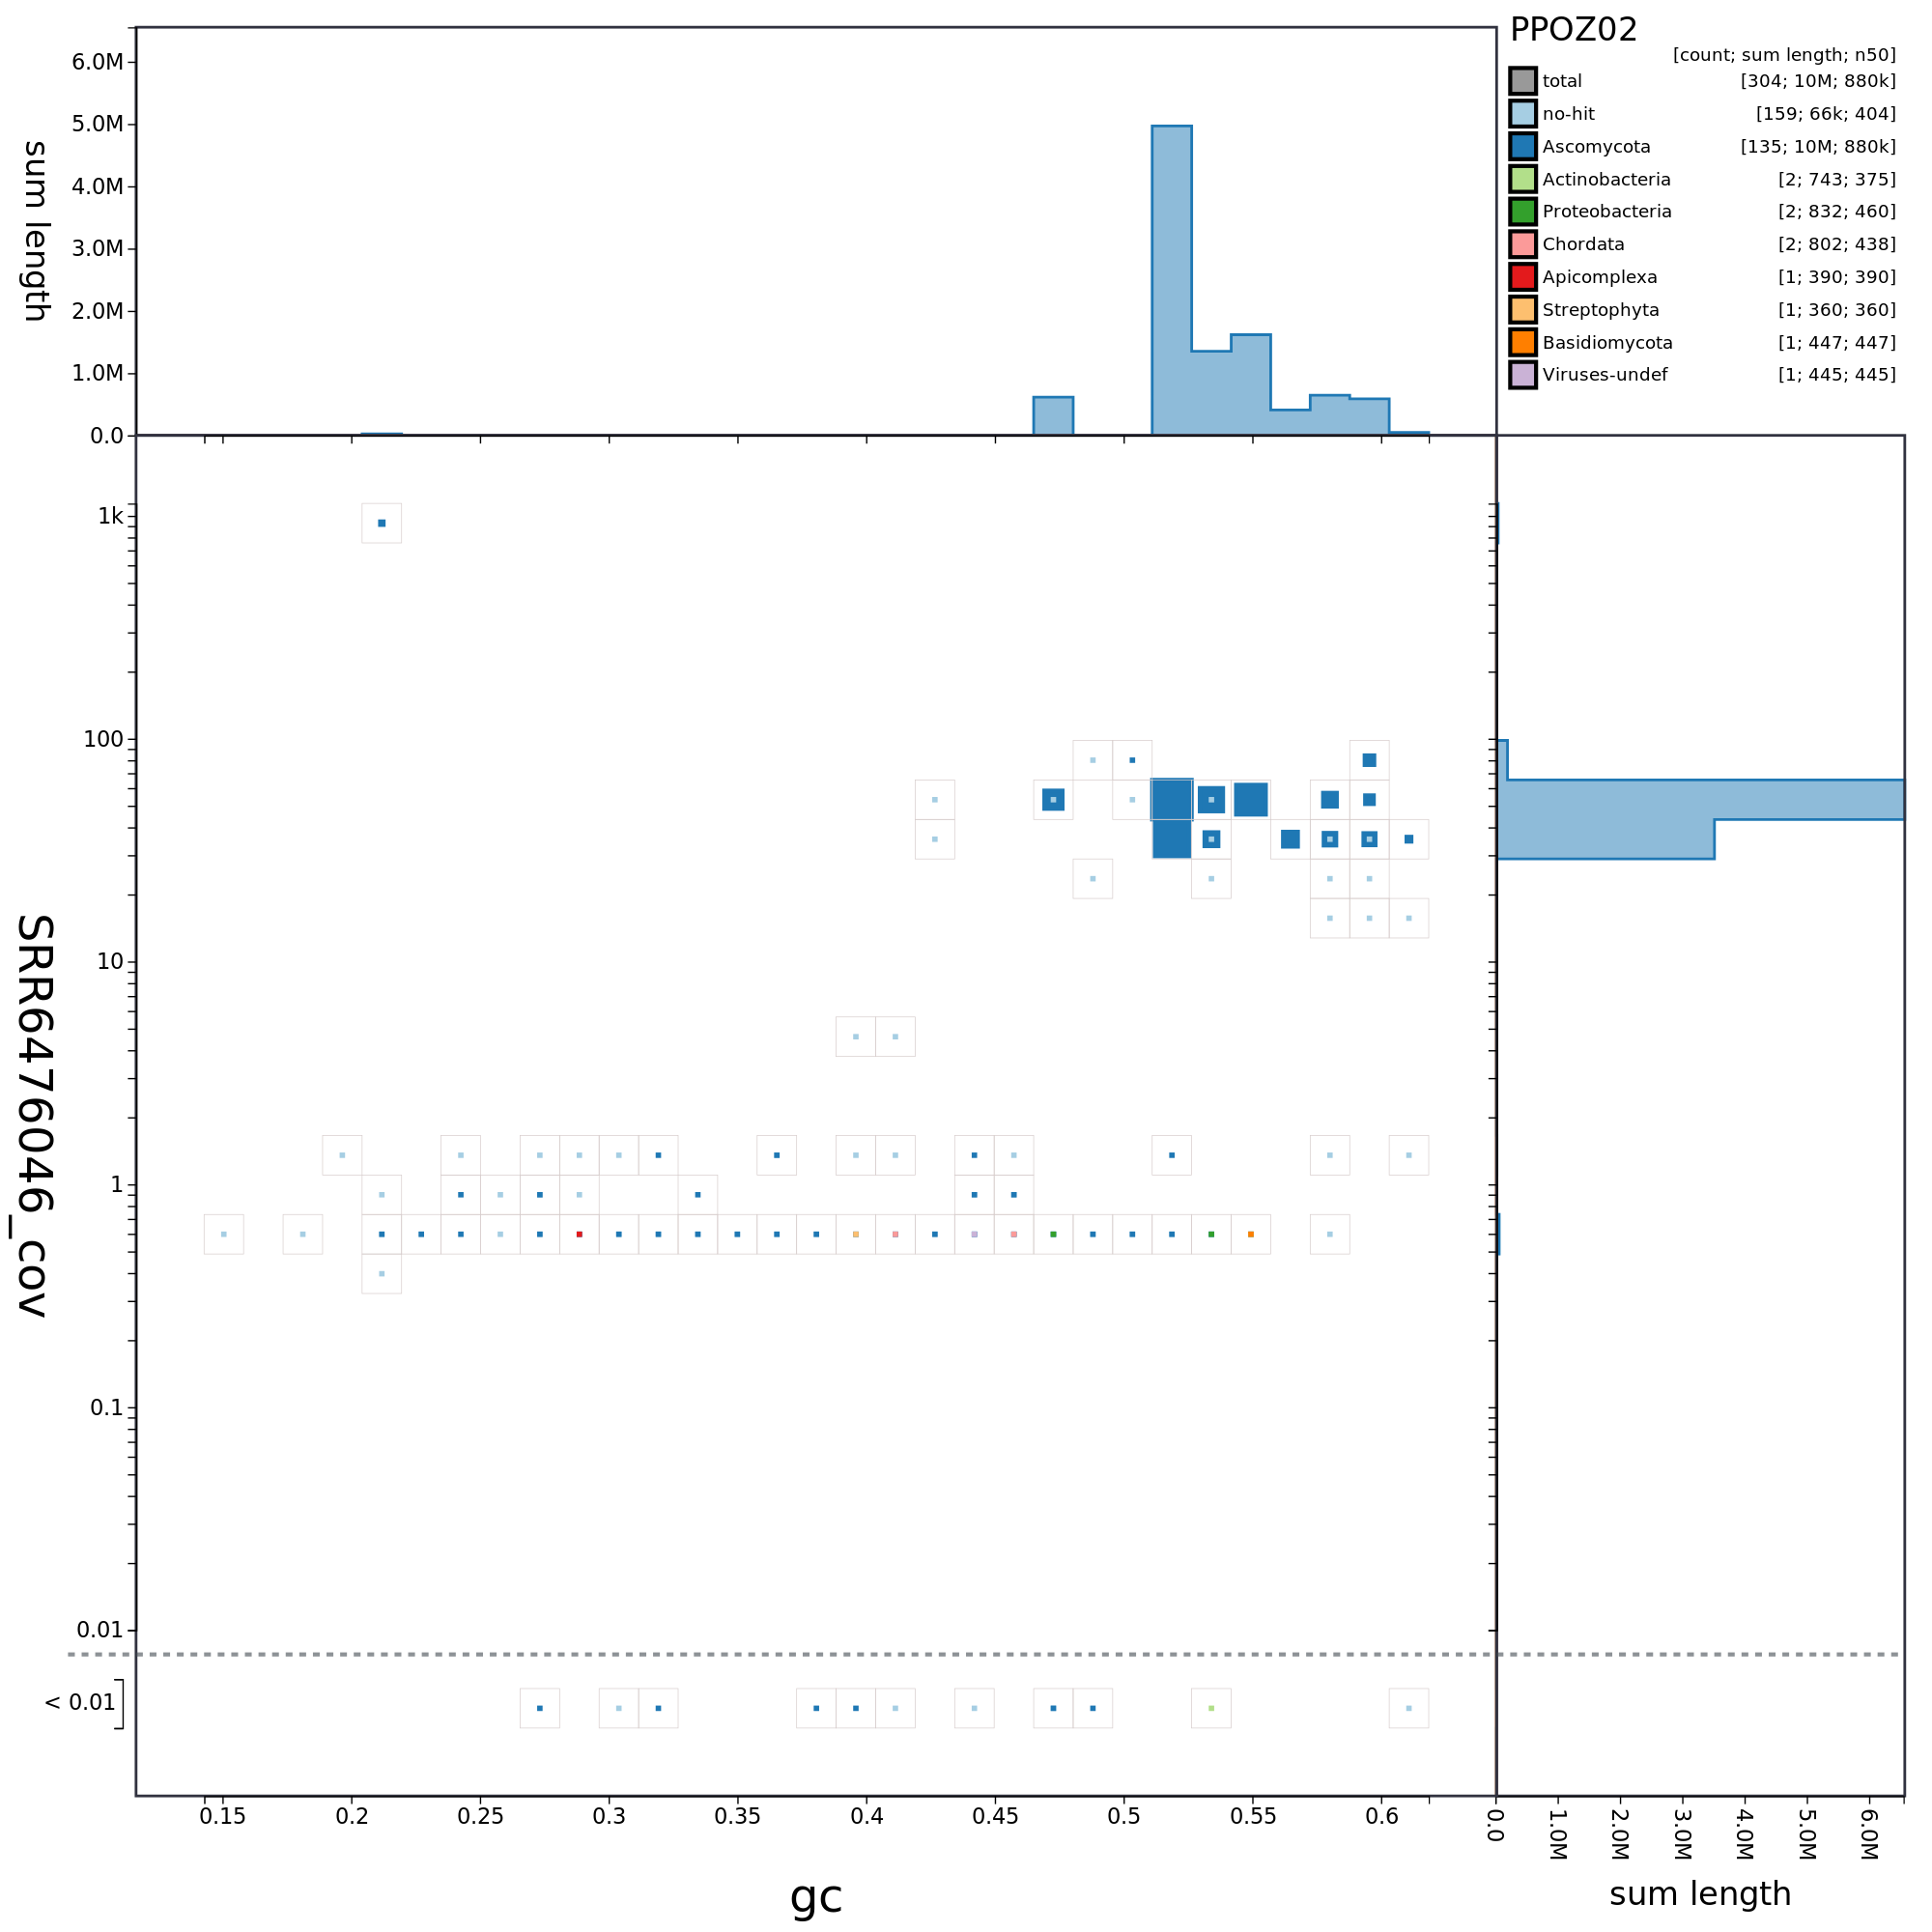 PPOZ02
[count; sum length; n50]
total [304; 10M; 880k]
no-hit [159; 66k; 404]
Ascomycota [135; 10M; 880k]
Actinobacteria [2; 743; 375]
Proteobacteria [2; 832; 460]
Chordata [2; 802; 438]
Apicomplexa [1; 390; 390]
Streptophyta [1; 360; 360]
Basidiomycota [1; 447; 447]
Viruses-undef [1; 445; 445]
sum length
6.0M
5.0M
4.0M
3.0M
2.0M
1.0M
0.0
SRR6476046_cov
1k
100
10
1
0.1
0.01
< 0.01
0.15 0.2 0.25 0.3 0.35 0.4 0.45 0.5 0.55 0.6
gc
0.0 1.0M 2.0M 3.0M 4.0M 5.0M 6.0M
sum length